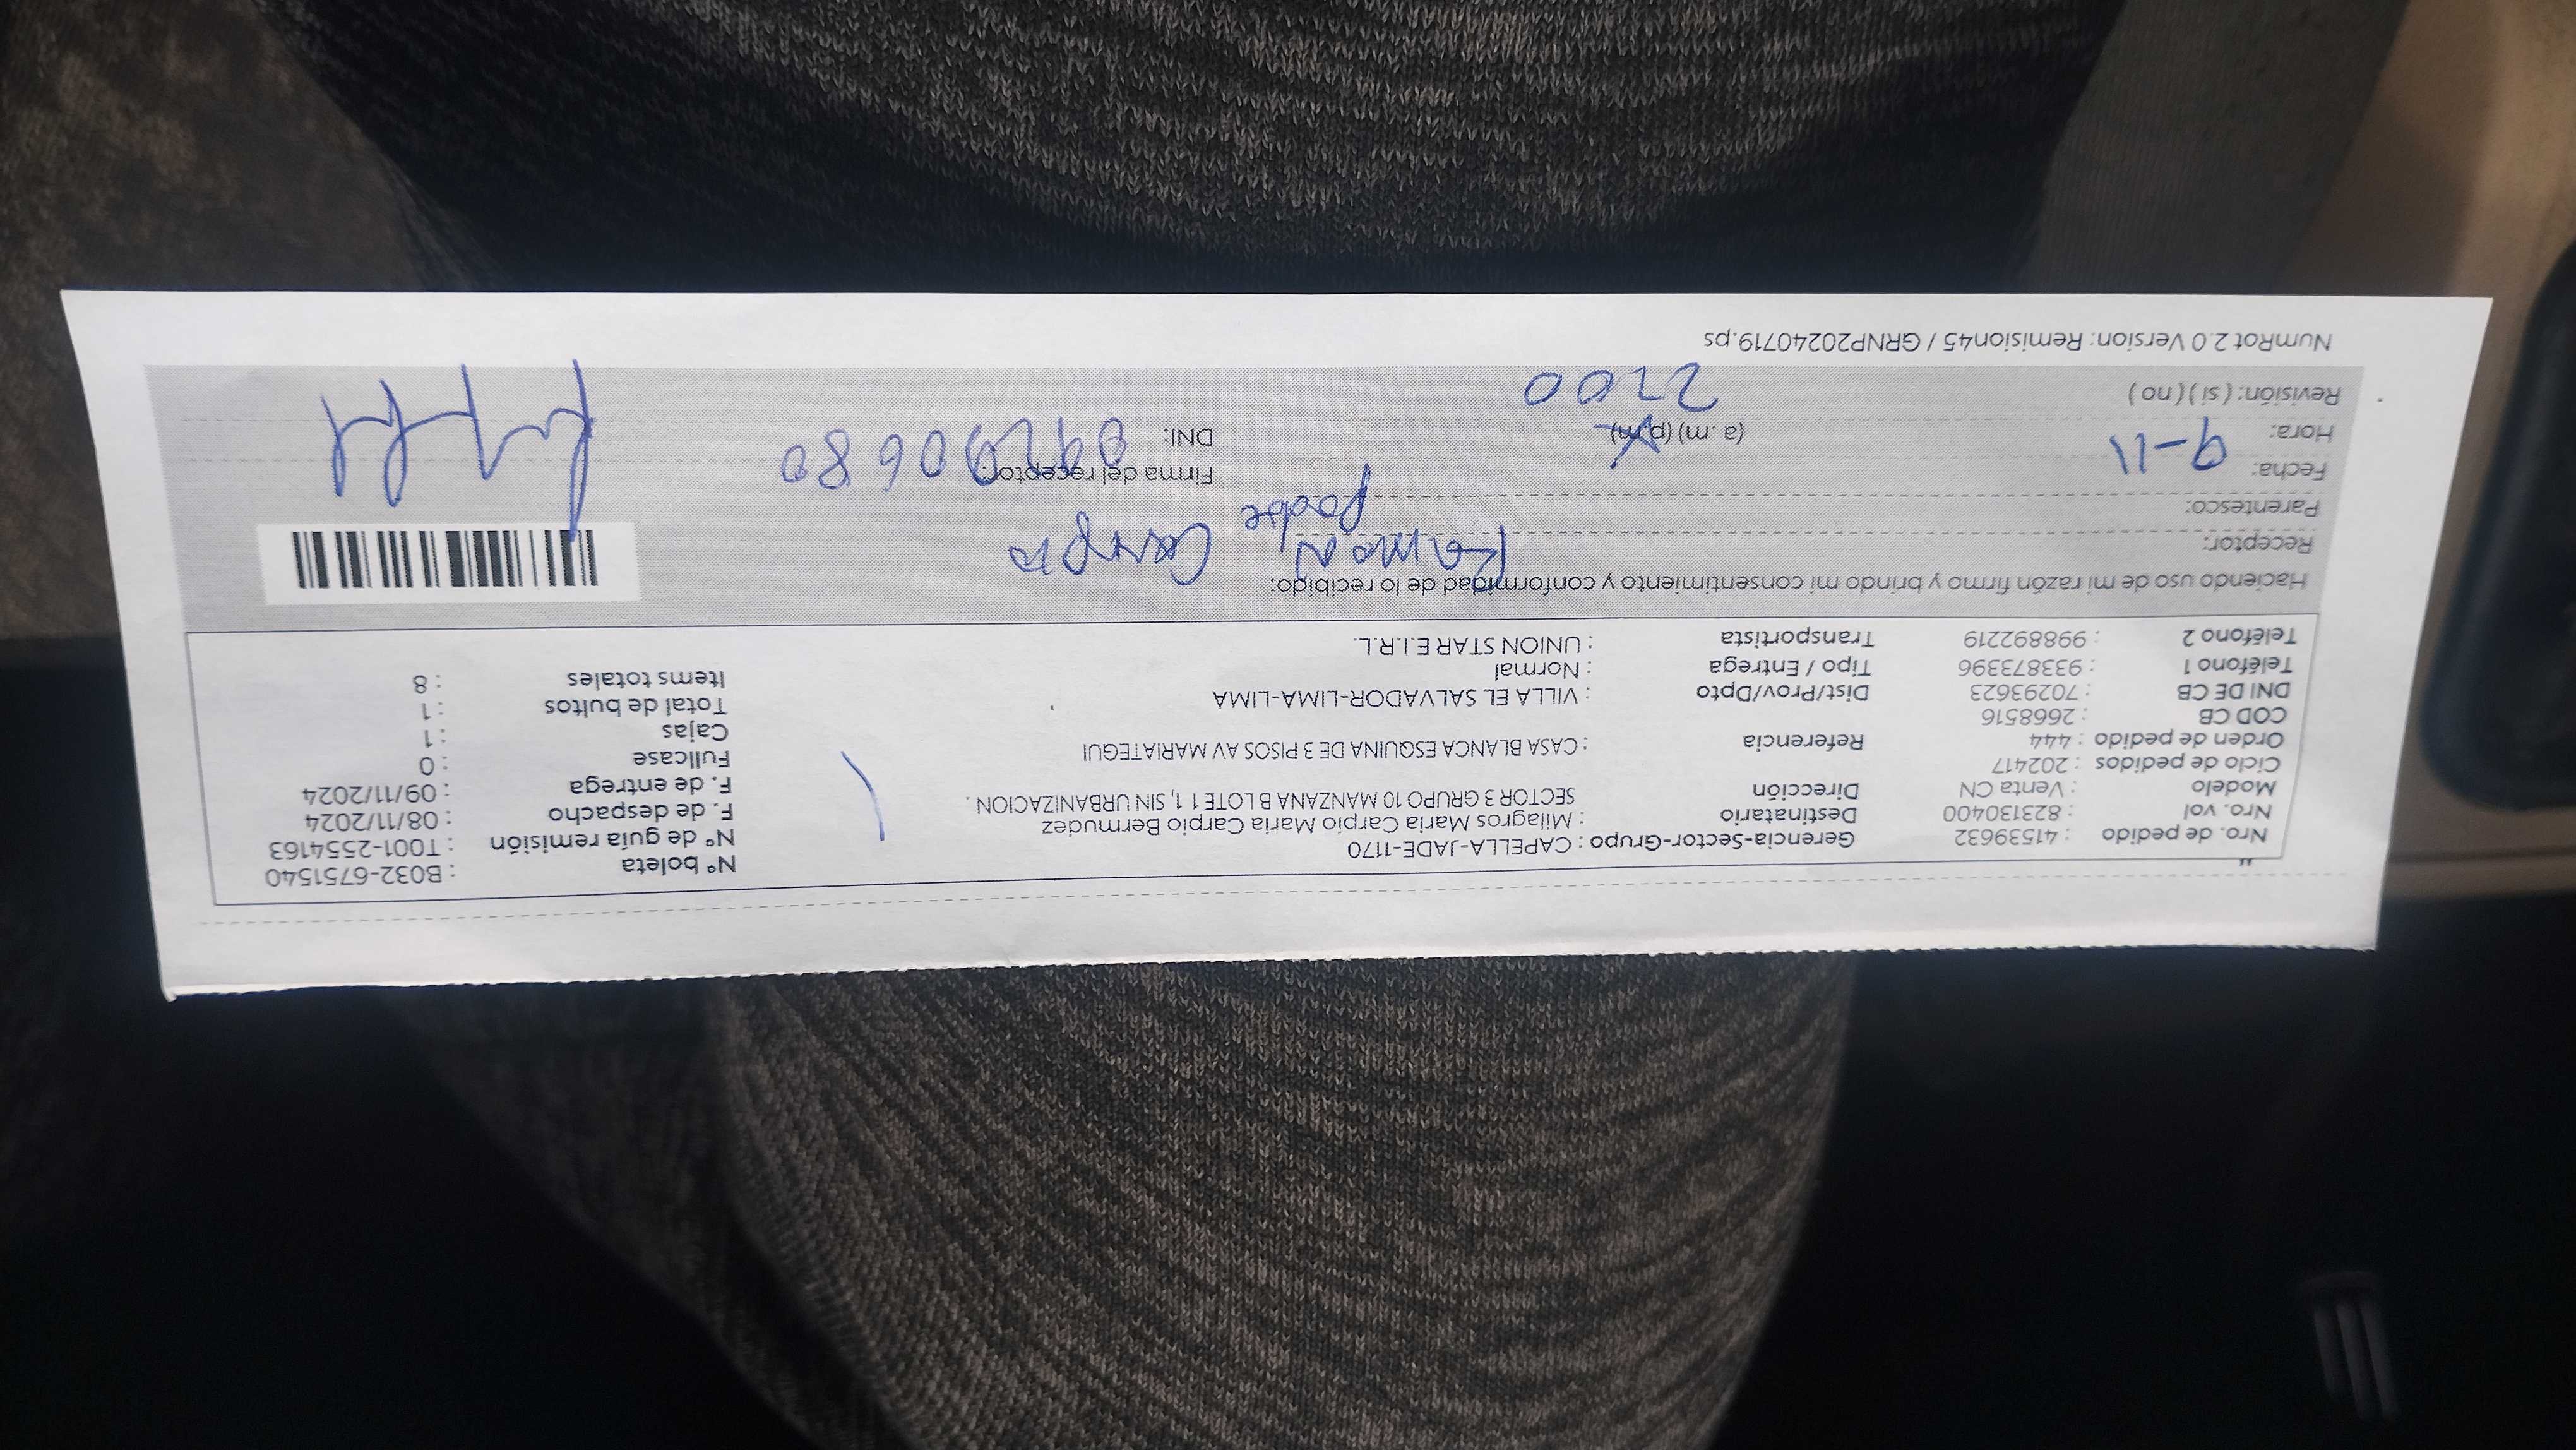 Nro. de pedido : 41539632 Gerencia-Sector-Grupo : CAPELLA-JADE-1170 Nº boleta : B032-6751540
Nro. vol : 823130400 Destinatario : Milagros Maria Carpio Maria Carpio Bermudez Nº de guía remisión : T001-2554163
Modelo : Venta CN Dirección SECTOR 3 GRUPO 10 MANZANA B LOTE 1 1, SIN URBANIZACION . F. de despacho : 08/11/2024
Ciclo de pedidos : 202417 F. de entrega : 09/11/2024
Orden de pedido : 444 Referencia : CASA BLANCA ESQUINA DE 3 PISOS AV MARIATEGUI Fullcase : 0
COD CB : 2668516 Cajas : 1
DNI DE CB : 70293623 Dist/Prov/Dpto : VILLA EL SALVADOR-LIMA-LIMA Total de bultos : 1
Teléfono 1 : 933873396 Tipo / Entrega : Normal Items totales : 8
Teléfono 2 : 998892219 Transportista : UNION STAR E.I.R.L.
Haciendo uso de mi razón firmo y brindo mi consentimiento y conformidad de lo recibido:
Receptor: Ramon Carpio
Parentesco: padre
Fecha: 9-11 Firma del receptor:
Hora: (a. m) (p.m) DNI: 09290680
Revisión: ( si ) ( no ) 2700
NumRot 2.0 Version: Remision45 / GRNP20240719.ps